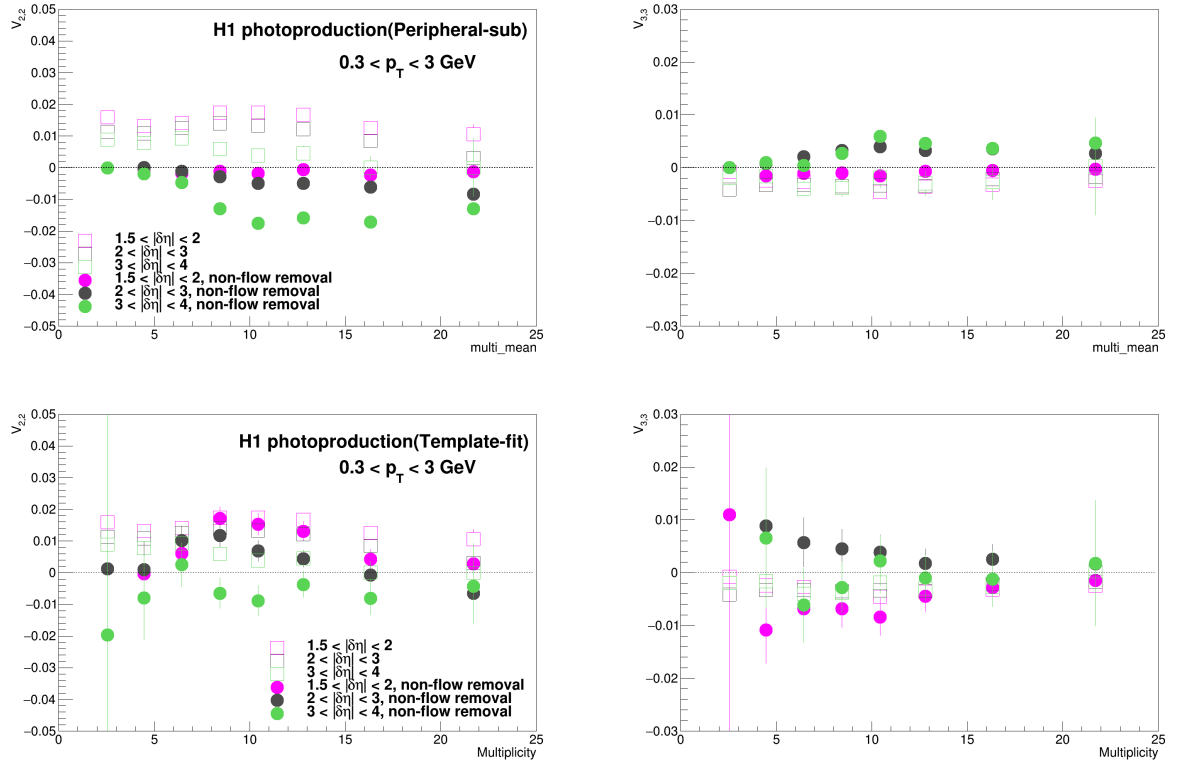 V2,2
0.05
0.04
0.03
0.02
0.01
0
−0.01
−0.02
−0.03
−0.04
−0.05
H1 photoproduction(Peripheral-sub)
0.3 < pT < 3 GeV
1.5 < |δη| < 2
2 < |δη| < 3
3 < |δη| < 4
1.5 < |δη| < 2, non-flow removal
2 < |δη| < 3, non-flow removal
3 < |δη| < 4, non-flow removal
0 5 10 15 20 25
multi_mean
V3,3
0.03
0.02
0.01
0
−0.01
−0.02
−0.03
0 5 10 15 20 25
multi_mean
V2,2
0.05
0.04
0.03
0.02
0.01
0
−0.01
−0.02
−0.03
−0.04
−0.05
H1 photoproduction(Template-fit)
0.3 < pT < 3 GeV
1.5 < |δη| < 2
2 < |δη| < 3
3 < |δη| < 4
1.5 < |δη| < 2, non-flow removal
2 < |δη| < 3, non-flow removal
3 < |δη| < 4, non-flow removal
0 5 10 15 20 25
Multiplicity
V3,3
0.03
0.02
0.01
0
−0.01
−0.02
−0.03
0 5 10 15 20 25
Multiplicity